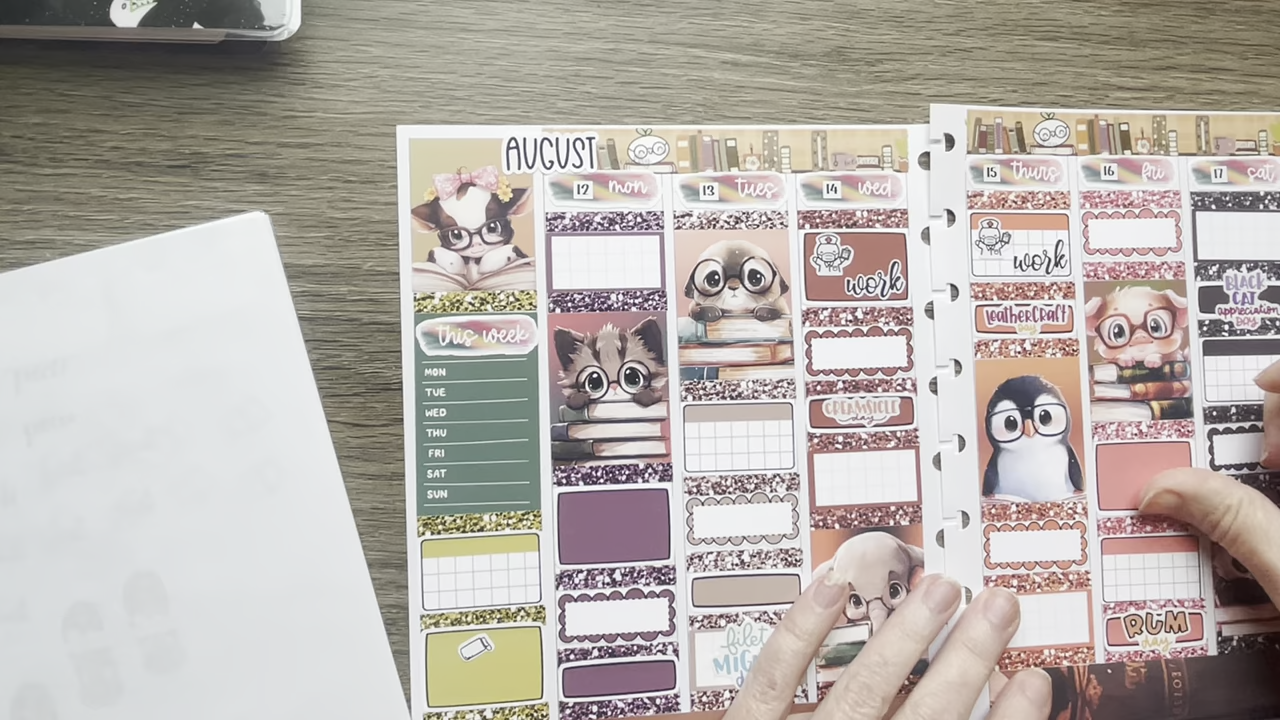 AUGUST
12 mon
13 tues
14 wed
15 thurs
16 fri
17 sat
this week
MON
TUE
WED
THU
FRI
SAT
SUN
work
CREAMSICLE
day
filet
work
LeatherCraft
Day
RUM
day
BLACK
CAT
appreciation
Day